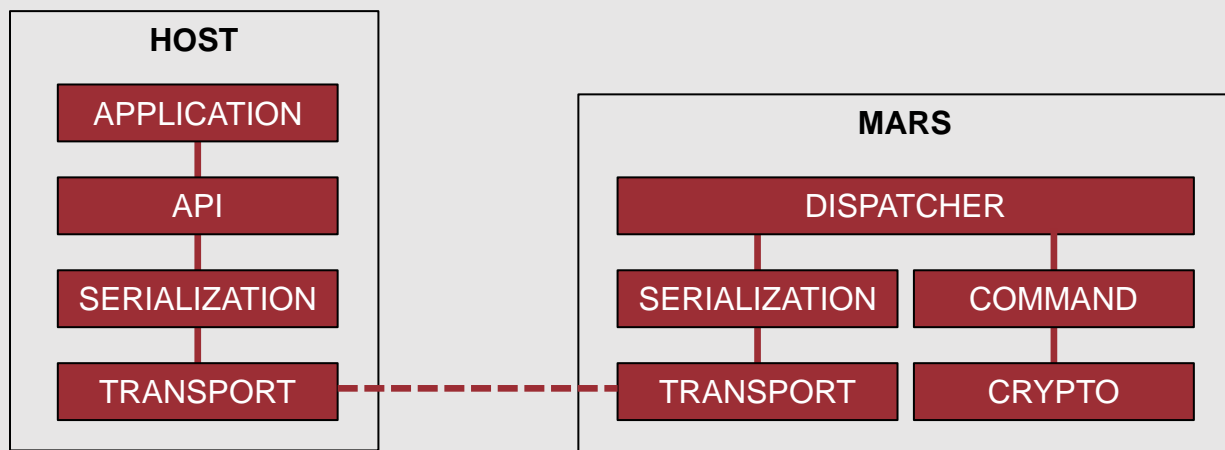 HOST
APPLICATION
API
SERIALIZATION
TRANSPORT
MARS
DISPATCHER
SERIALIZATION
COMMAND
TRANSPORT
CRYPTO